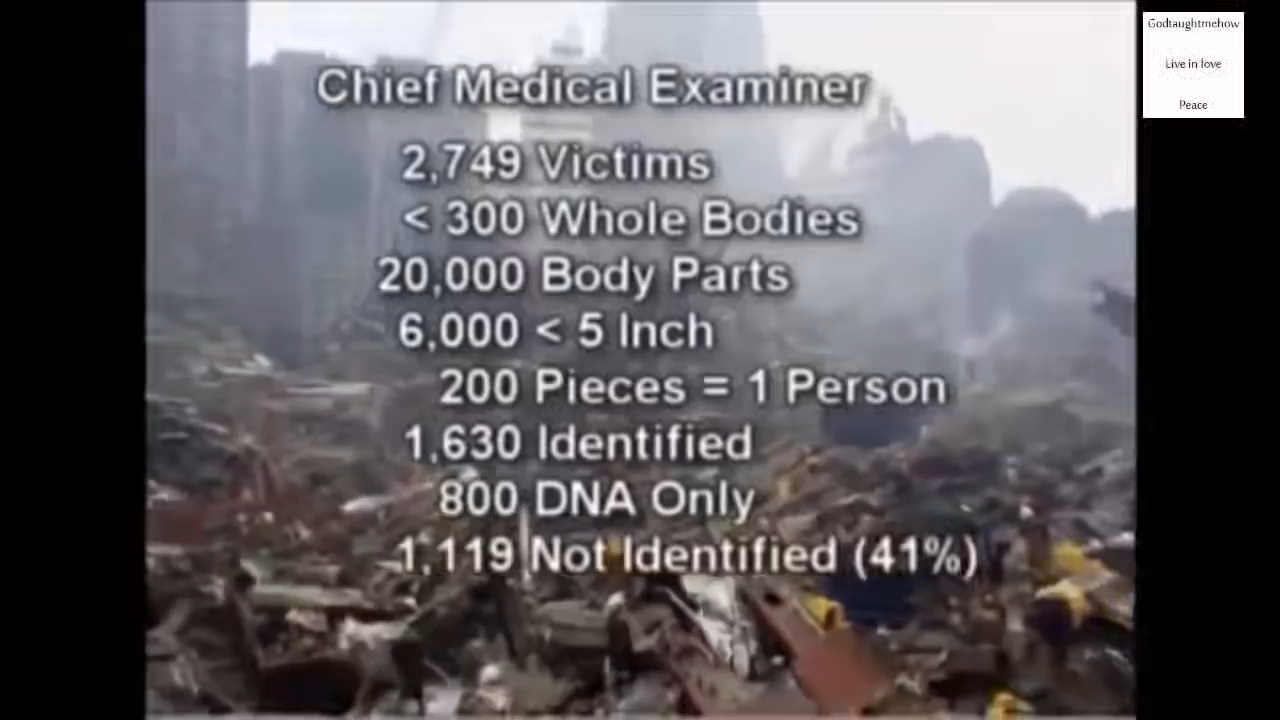 Chief Medical Examiner
2,749 Victims
< 300 Whole Bodies
20,000 Body Parts
6,000 < 5 Inch
200 Pieces = 1 Person
1,630 Identified
800 DNA Only
1,119 Not Identified (41%)
Godtaughtmehow
Live in love
Peace